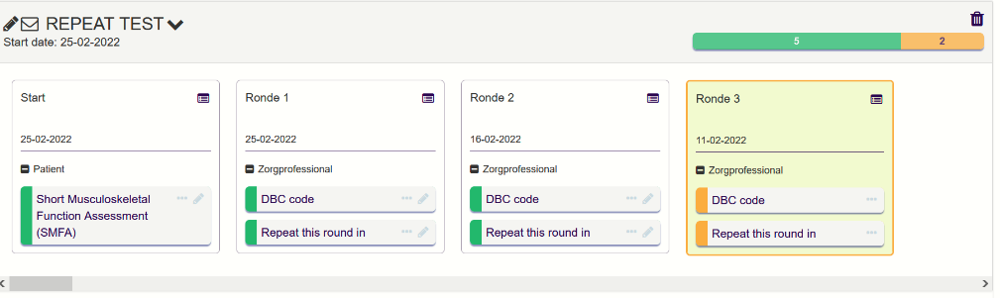 REPEAT TEST
Start date: 25-02-2022
5
2
Start
25-02-2022
Patient
Short Musculoskeletal
Function Assessment
(SMFA)
Ronde 1
25-02-2022
Zorgprofessional
DBC code
Repeat this round in
Ronde 2
16-02-2022
Zorgprofessional
DBC code
Repeat this round in
Ronde 3
11-02-2022
Zorgprofessional
DBC code
Repeat this round in